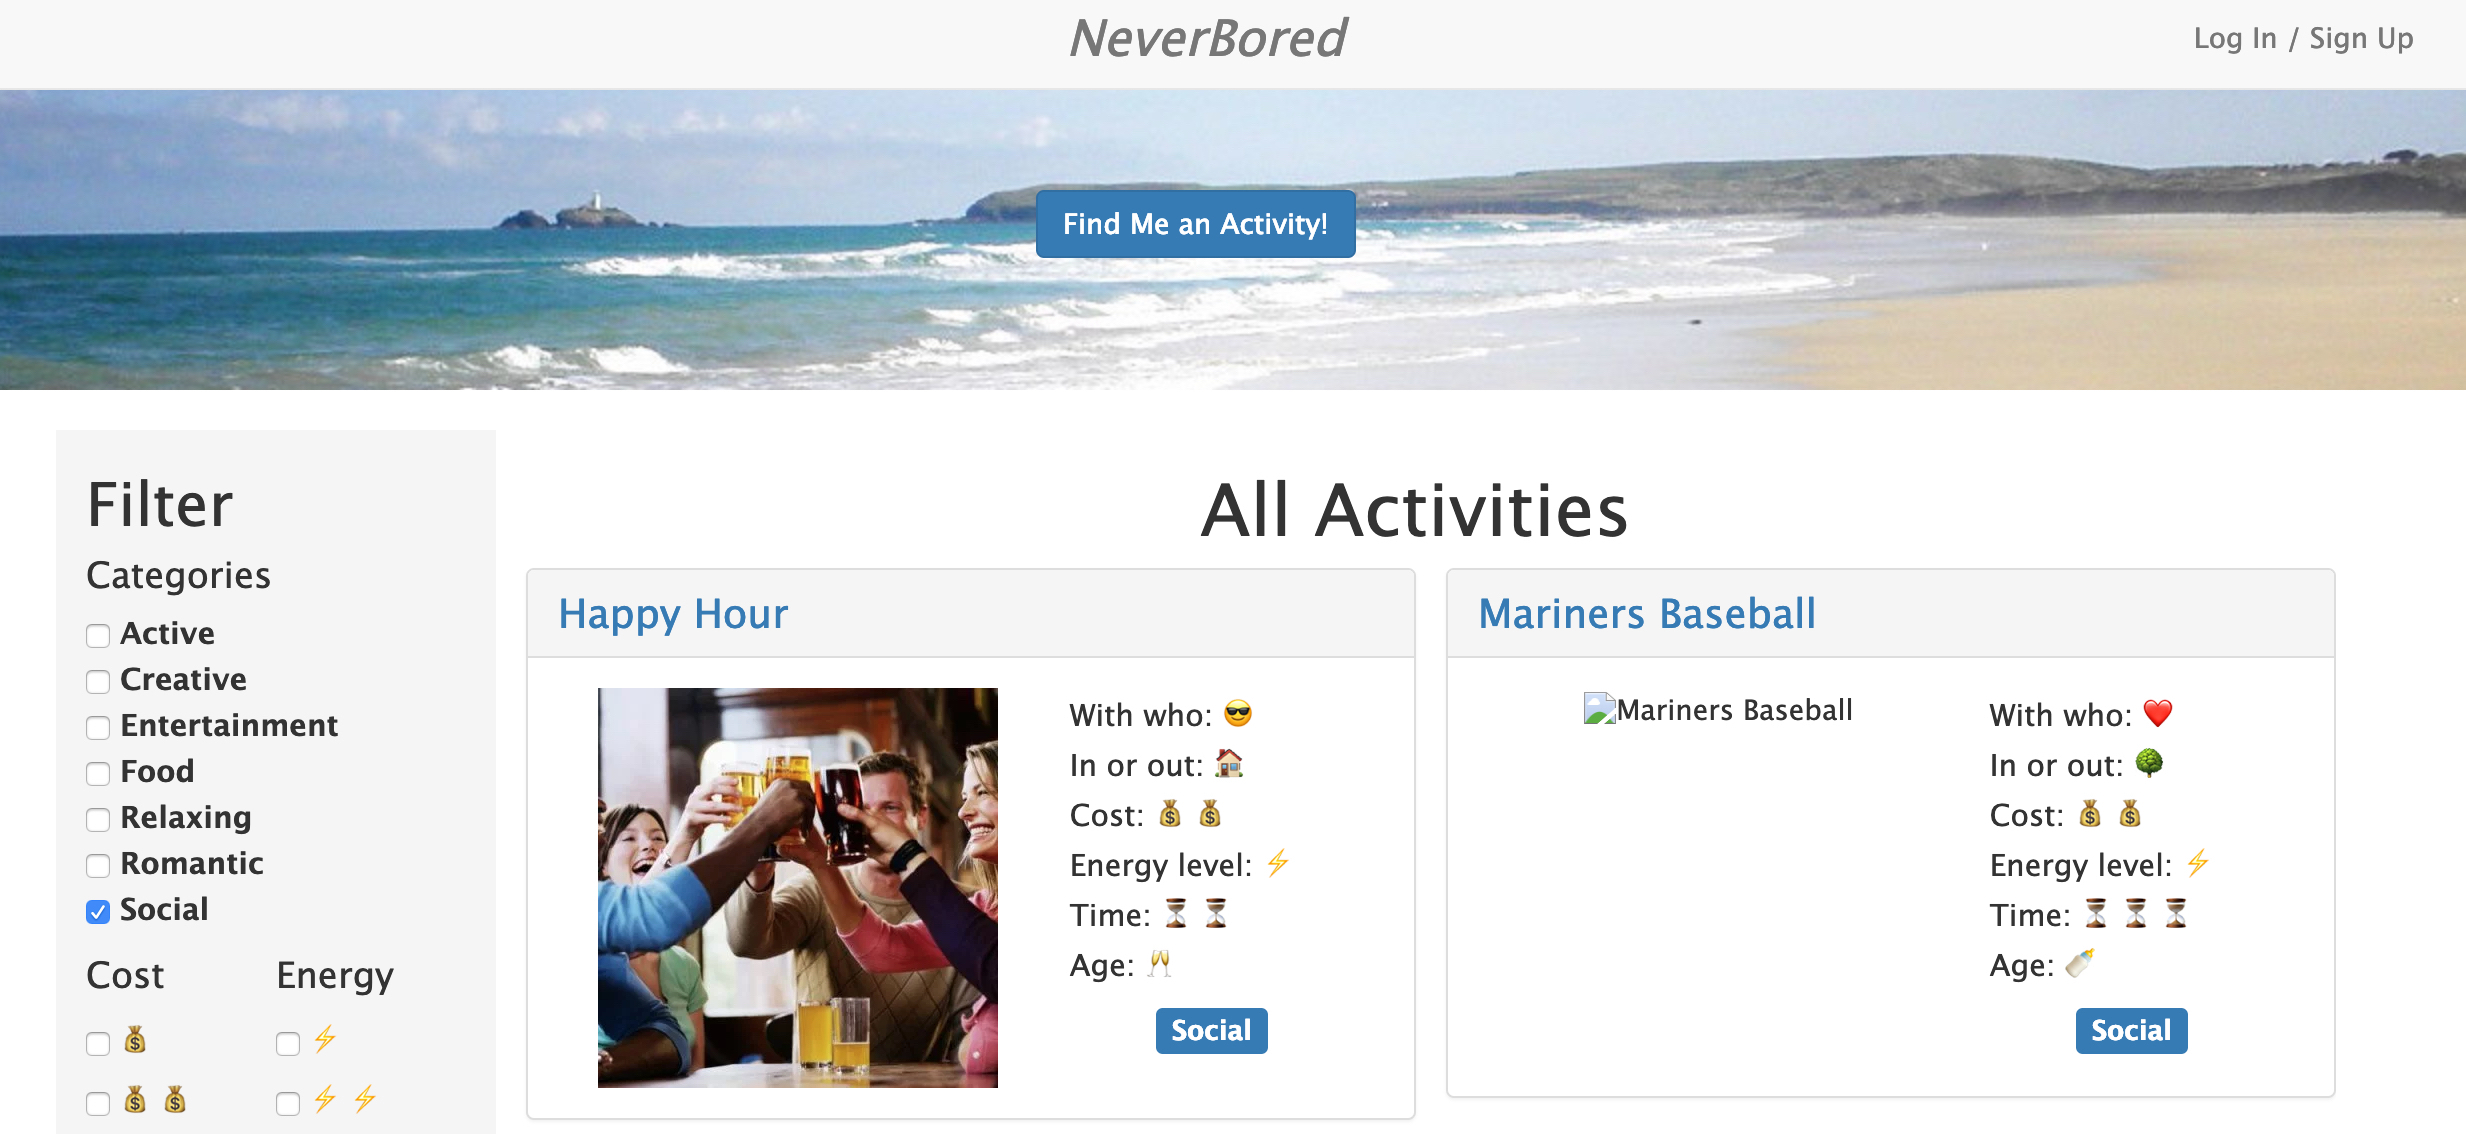 NeverBored
Log In / Sign Up
Find Me an Activity!
Filter
Categories
Active
Creative
Entertainment
Food
Relaxing
Romantic
Social
Cost
Energy
💰
⚡
💰 💰
⚡ ⚡
All Activities
Happy Hour
With who: 😎
In or out: 🏠
Cost: 💰 💰
Energy level: ⚡
Time: ⏳ ⏳
Age: 🥂
Social
Mariners Baseball
Mariners Baseball
With who: ❤️
In or out: 🌳
Cost: 💰 💰
Energy level: ⚡
Time: ⏳ ⏳ ⏳
Age: 🍼
Social